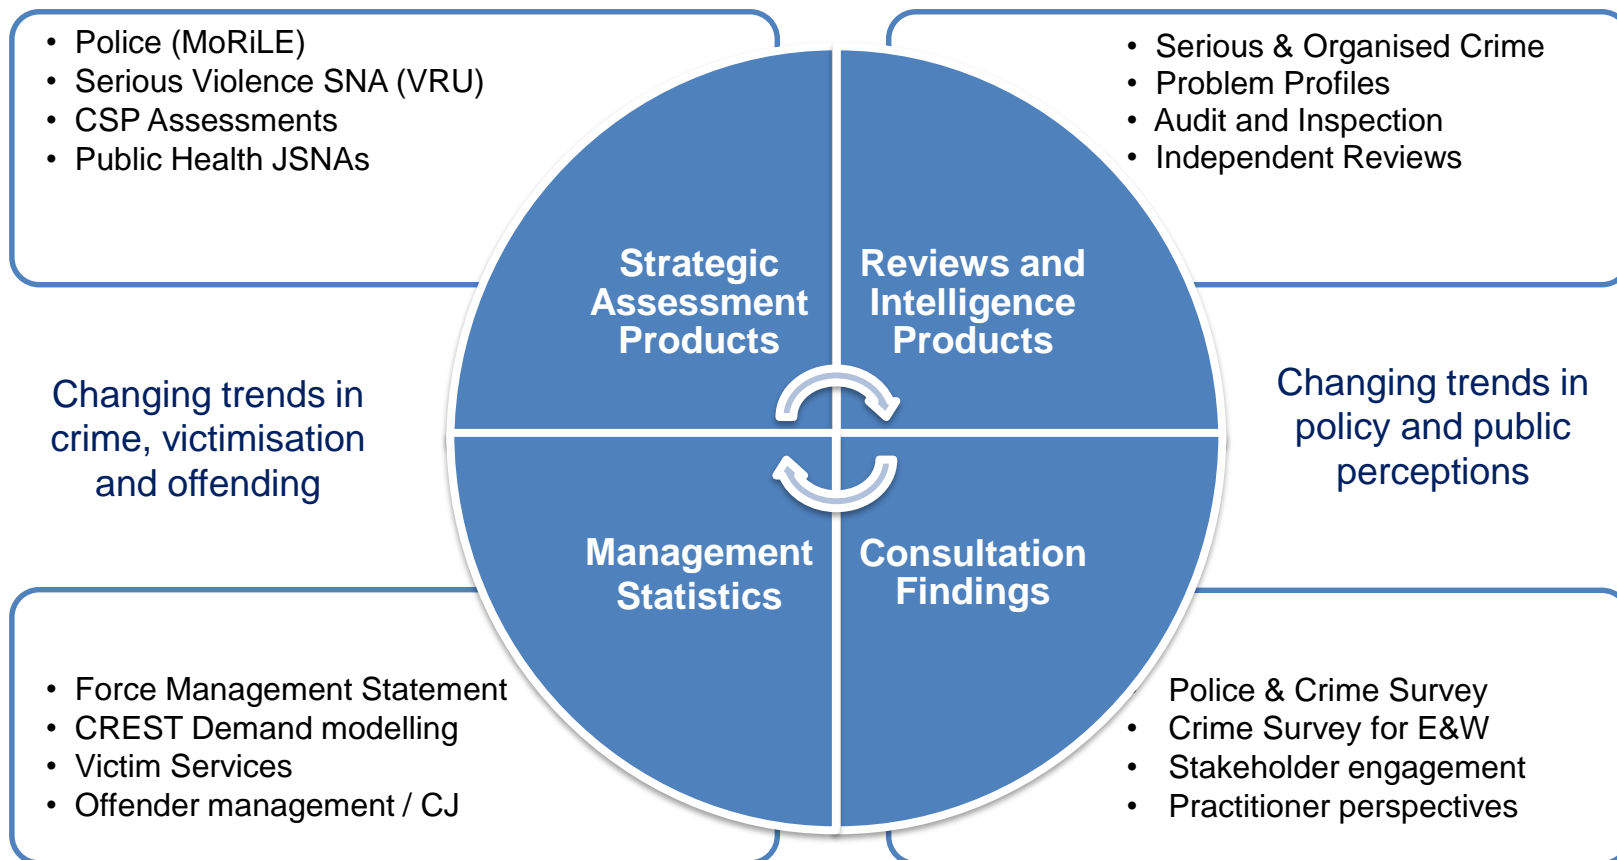 • Police (MoRiLE)
• Serious Violence SNA (VRU)
• CSP Assessments
• Public Health JSNAs
• Serious & Organised Crime
• Problem Profiles
• Audit and Inspection
• Independent Reviews
Strategic
Assessment
Products
Reviews and
Intelligence
Products
Changing trends in
crime, victimisation
and offending
Changing trends in
policy and public
perceptions
Management
Statistics
Consultation
Findings
• Force Management Statement
• CREST Demand modelling
• Victim Services
• Offender management / CJ
• Police & Crime Survey
• Crime Survey for E&W
• Stakeholder engagement
• Practitioner perspectives